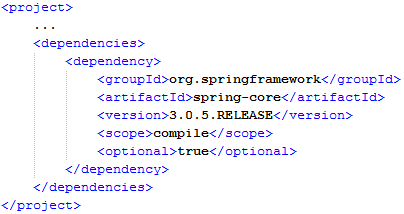 <project>
    ...
    <dependencies>
        <dependency>
            <groupId>org.springframework</groupId>
            <artifactId>spring-core</artifactId>
            <version>3.0.5.RELEASE</version>
            <scope>compile</scope>
            <optional>true</optional>
        </dependency>
    </dependencies>
</project>